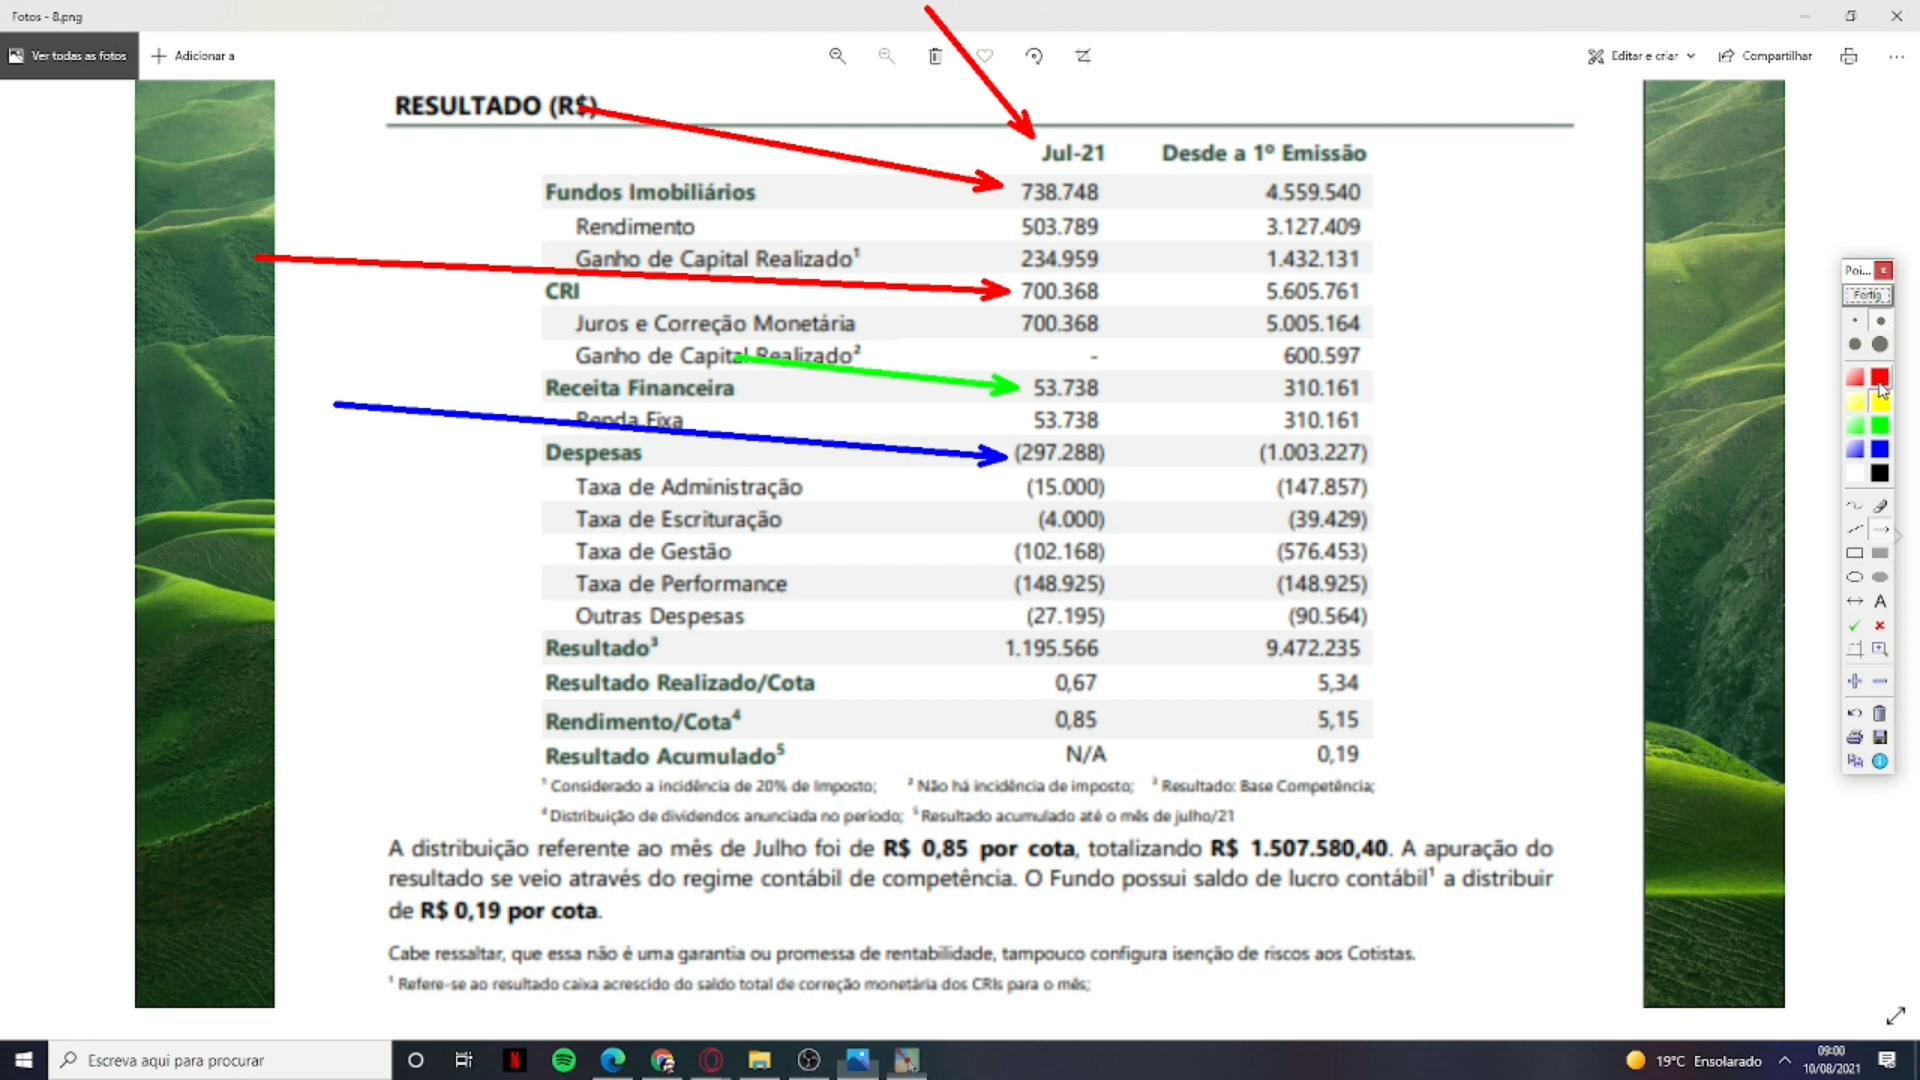 Fotos - 8.png
Ver todas as fotos
Adicionar a
Editar e criar
Compartilhar
RESULTADO (R$)
Jul-21 Desde a 1º Emissão
Fundos Imobiliários 738.748 4.559.540
Rendimento 503.789 3.127.409
Ganho de Capital Realizado¹ 234.959 1.432.131
CRI 700.368 5.605.761
Juros e Correção Monetária 700.368 5.005.164
Ganho de Capital Realizado² - 600.597
Receita Financeira 53.738 310.161
Renda Fixa 53.738 310.161
Despesas (297.288) (1.003.227)
Taxa de Administração (15.000) (147.857)
Taxa de Escrituração (4.000) (39.429)
Taxa de Gestão (102.168) (576.453)
Taxa de Performance (148.925) (148.925)
Outras Despesas (27.195) (90.564)
Resultado³ 1.195.566 9.472.235
Resultado Realizado/Cota 0,67 5,34
Rendimento/Cota⁴ 0,85 5,15
Resultado Acumulado⁵ N/A 0,19
¹ Considerado a incidência de 20% de Imposto; ² Não há incidência de imposto; ³ Resultado: Base Competência;
⁴ Distribuição de dividendos anunciada no período; ⁵ Resultado acumulado até o mês de julho/21
A distribuição referente ao mês de Julho foi de R$ 0,85 por cota, totalizando R$ 1.507.580,40. A apuração do
resultado se veio através do regime contábil de competência. O Fundo possui saldo de lucro contábil¹ a distribuir
de R$ 0,19 por cota.
Cabe ressaltar, que essa não é uma garantia ou promessa de rentabilidade, tampouco configura isenção de riscos aos Cotistas.
¹ Refere-se ao resultado caixa acrescido do saldo total de correção monetária dos CRIs para o mês;
Poi...
Fertig
A
Escreva aqui para procurar
19°C Ensolarado
09:00
10/08/2021